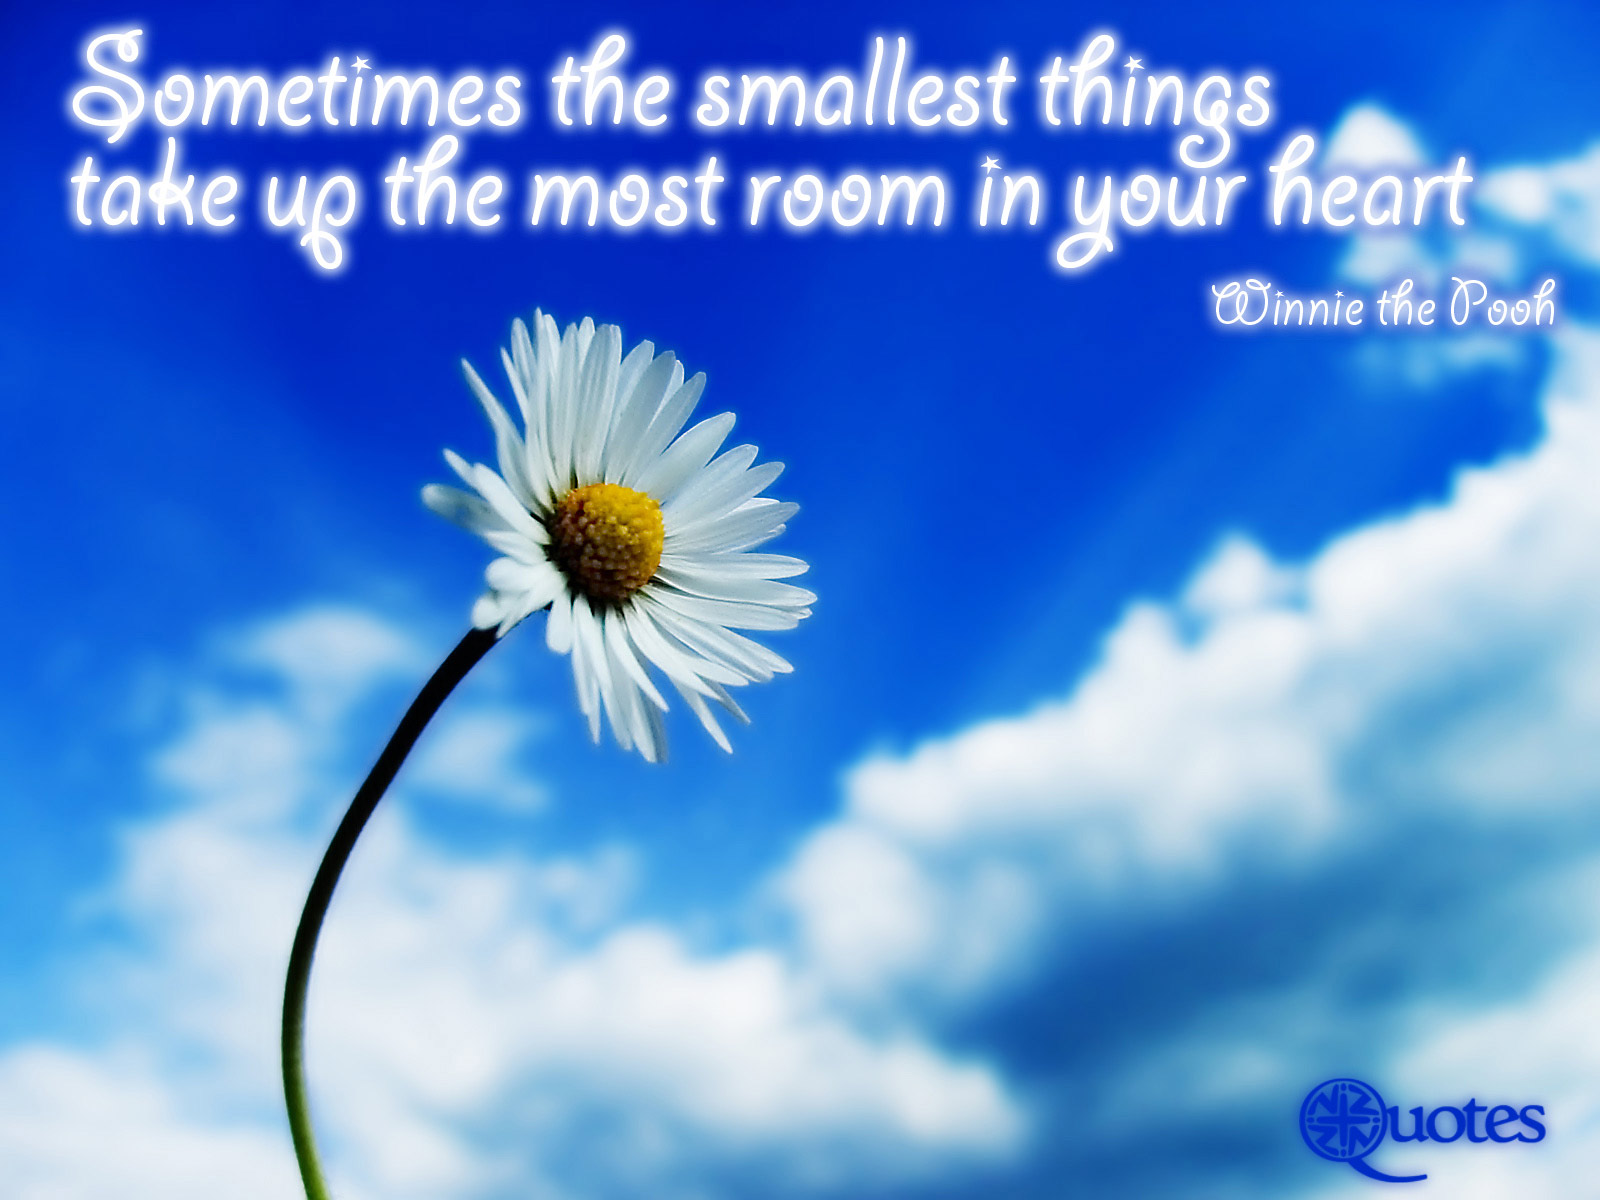 Sometimes the smallest things
take up the most room in your heart
Winnie the Pooh
Quotes